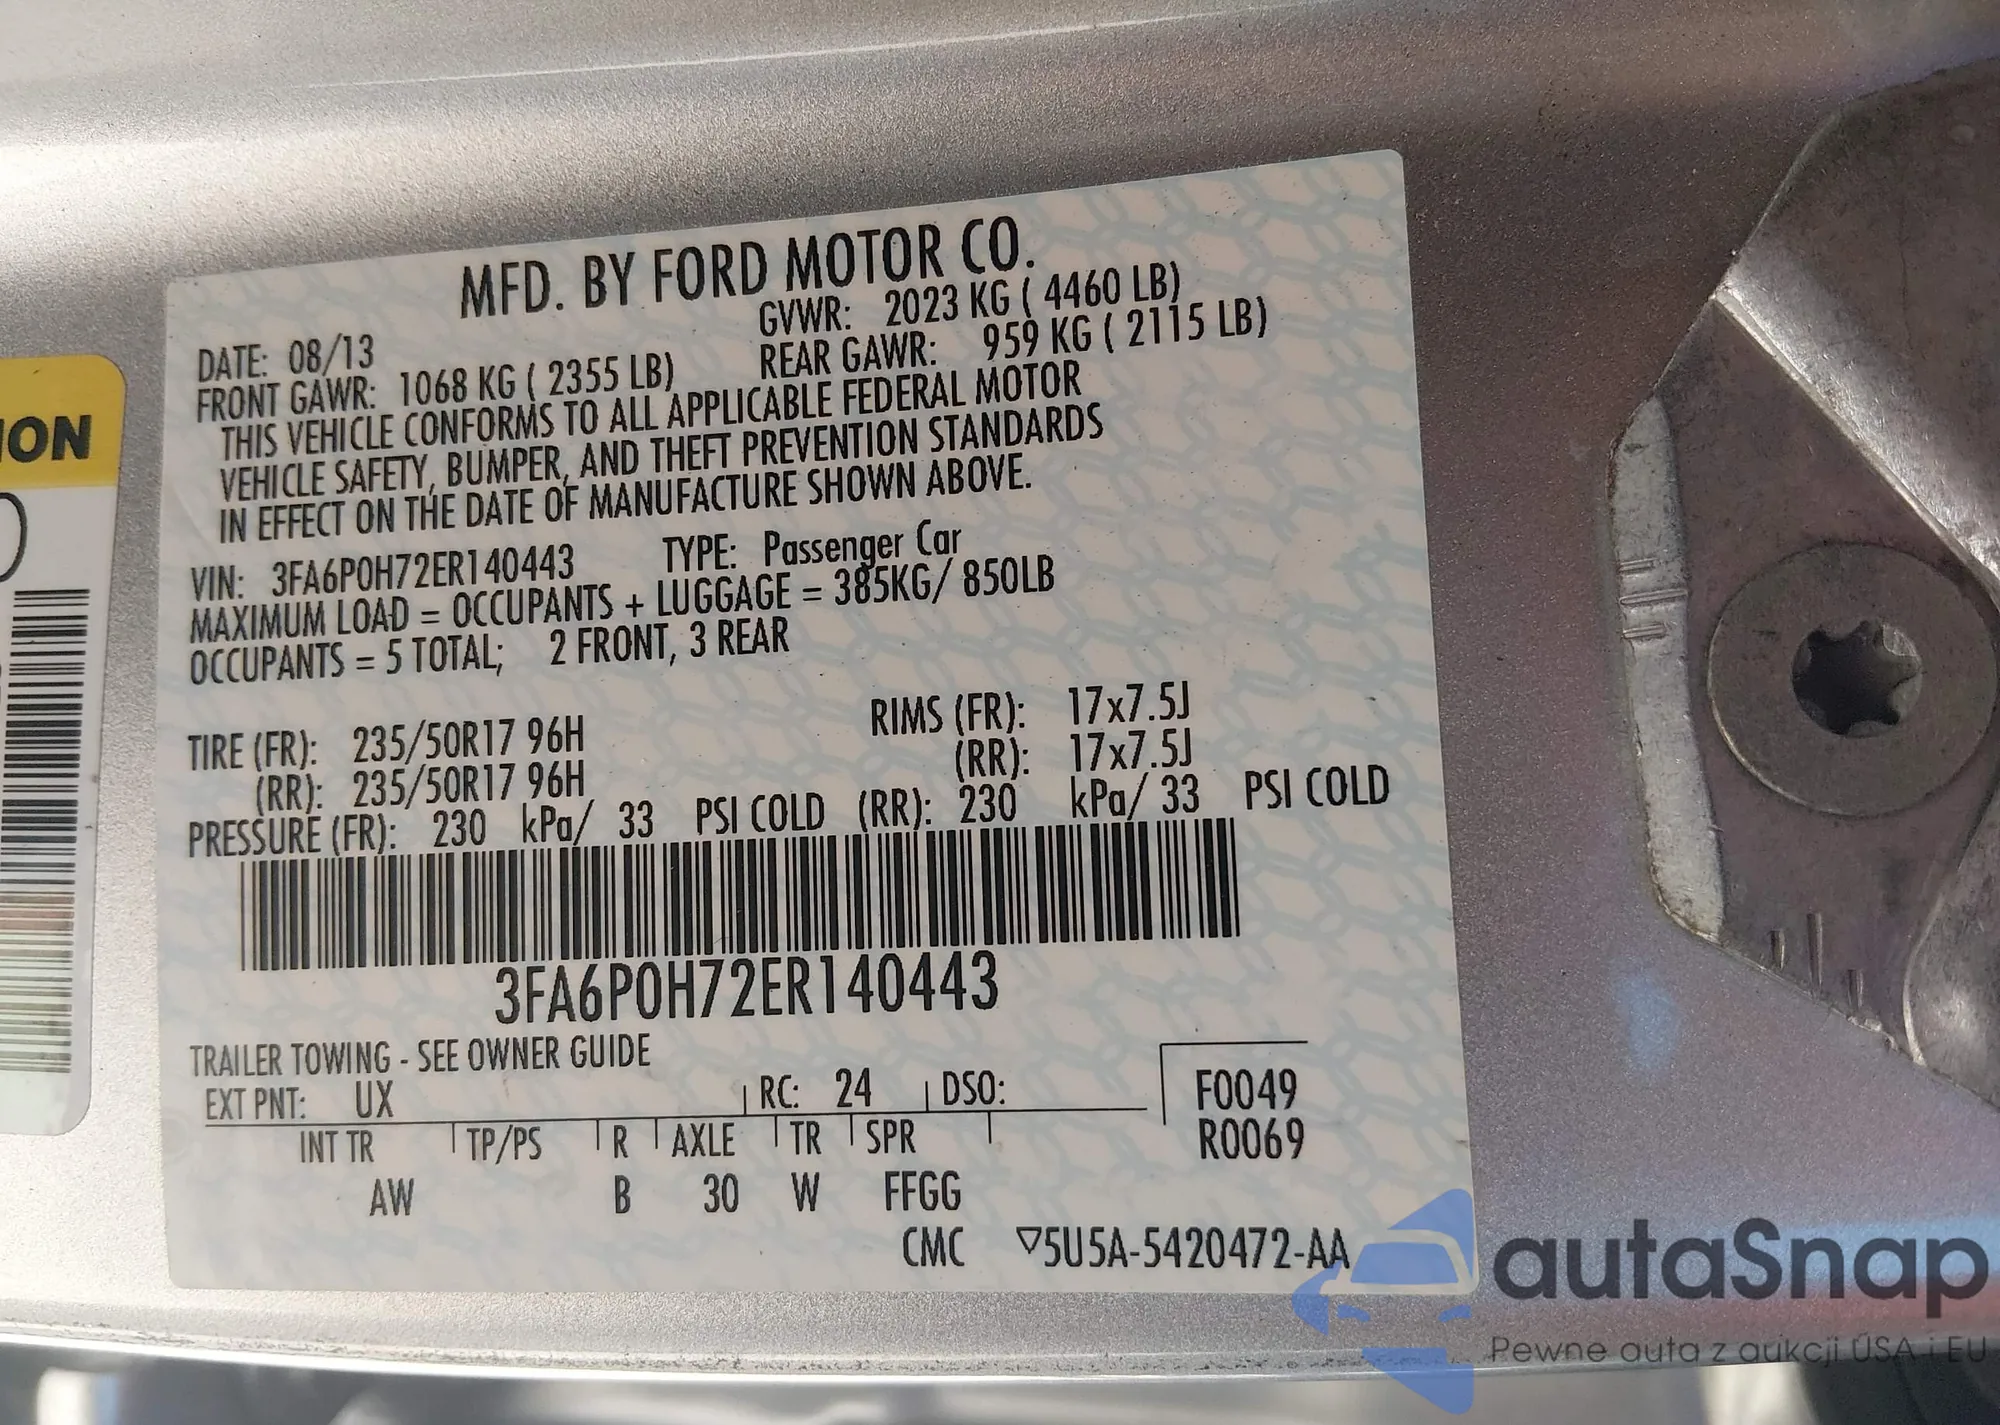 MFD. BY FORD MOTOR CO.
DATE: 08/13 GVWR: 2023 KG ( 4460 LB)
FRONT GAWR: 1068 KG ( 2355 LB) REAR GAWR: 959 KG ( 2115 LB)
THIS VEHICLE CONFORMS TO ALL APPLICABLE FEDERAL MOTOR
VEHICLE SAFETY, BUMPER, AND THEFT PREVENTION STANDARDS
IN EFFECT ON THE DATE OF MANUFACTURE SHOWN ABOVE.
VIN: 3FA6P0H72ER140443 TYPE: Passenger Car
MAXIMUM LOAD = OCCUPANTS + LUGGAGE = 385KG/ 850LB
OCCUPANTS = 5 TOTAL; 2 FRONT, 3 REAR
TIRE (FR): 235/50R17 96H RIMS (FR): 17x7.5J
(RR): 235/50R17 96H (RR): 17x7.5J
PRESSURE (FR): 230 kPa/ 33 PSI COLD (RR): 230 kPa/ 33 PSI COLD
3FA6P0H72ER140443
TRAILER TOWING - SEE OWNER GUIDE
EXT PNT: UX RC: 24 DSO: F0049
INT TR TP/PS R AXLE TR SPR R0069
AW B 30 W FFGG
CMC ▽5U5A-5420472-AA
ION
autaSnap
Pewne auta z aukcji USA i EU